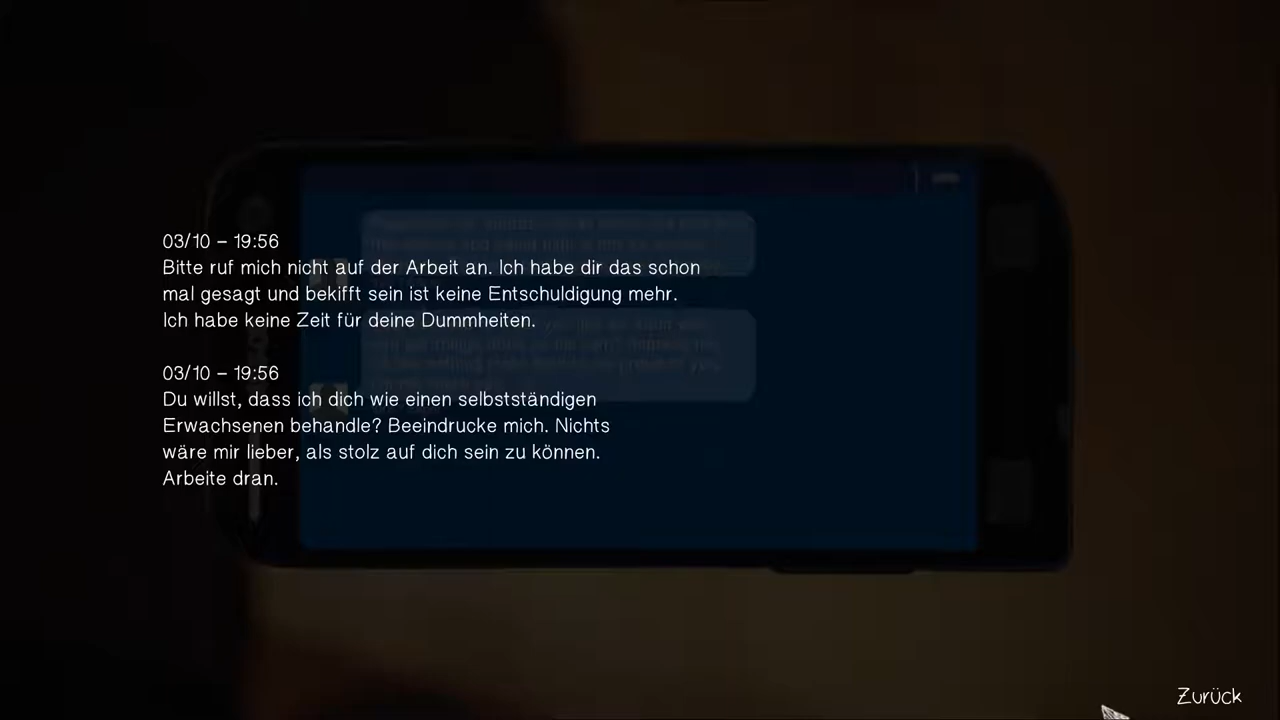 03/10 – 19:56
Bitte ruf mich nicht auf der Arbeit an. Ich habe dir das schon
mal gesagt und bekifft sein ist keine Entschuldigung mehr.
Ich habe keine Zeit für deine Dummheiten.
03/10 – 19:56
Du willst, dass ich dich wie einen selbstständigen
Erwachsenen behandle? Beeindrucke mich. Nichts
wäre mir lieber, als stolz auf dich sein zu können.
Arbeite dran.
Zurück